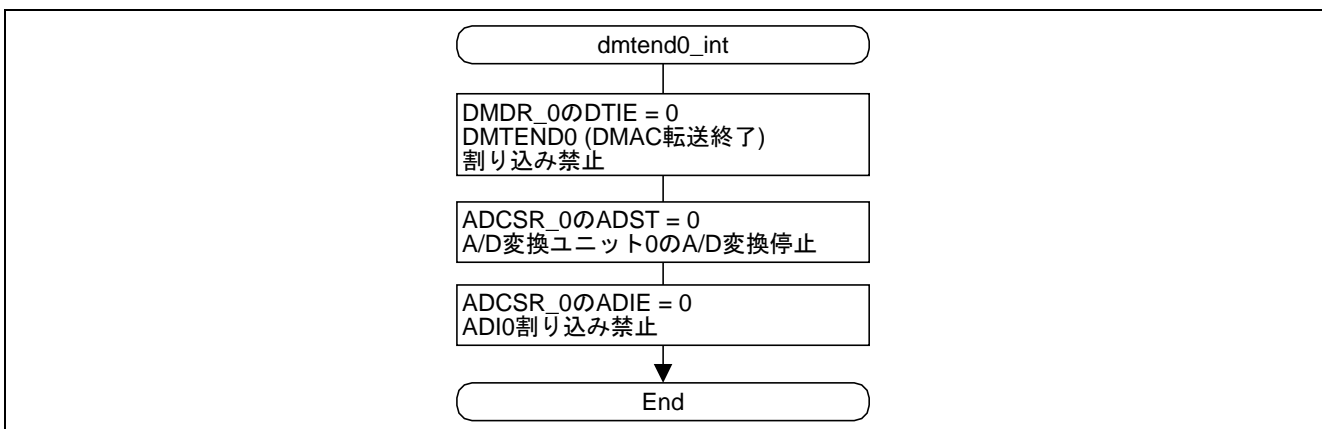 dmtend0_int
DMDR_0のDTIE = 0
DMTEND0 (DMAC転送終了)
割り込み禁止
ADCSR_0のADST = 0
A/D変換ユニット0のA/D変換停止
ADCSR_0のADIE = 0
ADI0割り込み禁止
End